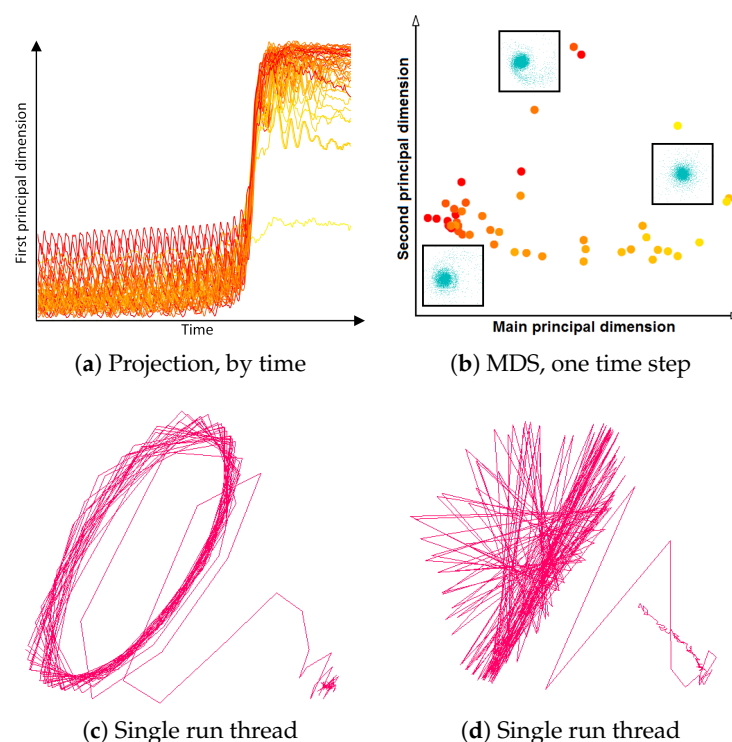 First principal dimension
Time
(a) Projection, by time
Second principal dimension
Main principal dimension
(b) MDS, one time step
(c) Single run thread
(d) Single run thread